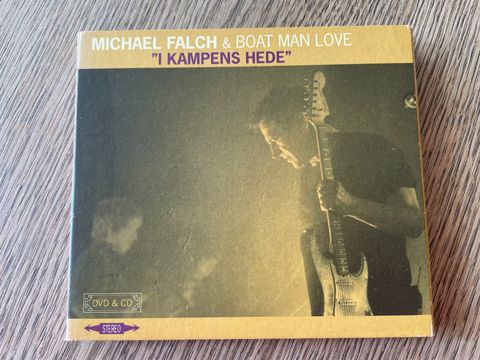 MICHAEL FALCH & BOAT MAN LOVE
"I KAMPENS HEDE"
DVD & CD
STEREO